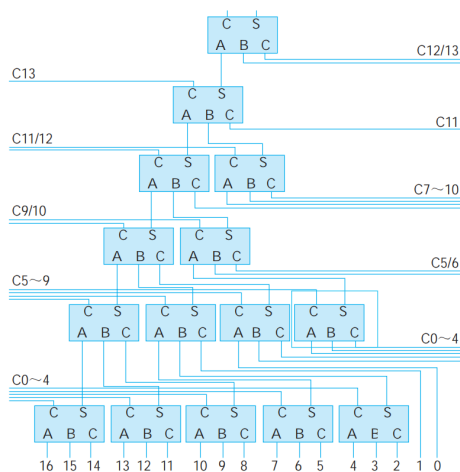 C S
A B C
C12/13
C13
C S
A B C
C11
C11/12
C S C S
A B C A B C
C7～10
C9/10
C S C S
A B C A B C
C5/6
C5～9
C S C S C S C S
A B C A B C A B C A B C
C0～4
C0～4
C S C S C S C S C S
A B C A B C A B C A B C A E C
16 15 14 13 12 11 10 9 8 7 6 5 4 3 2 1 0